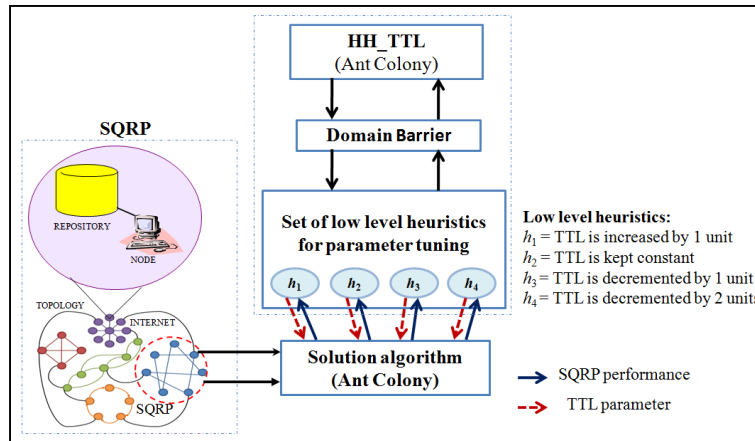 HH_TTL
(Ant Colony)
Domain Barrier
Set of low level heuristics
for parameter tuning
h1
h2
h3
h4
Solution algorithm
(Ant Colony)
SQRP
REPOSITORY
NODE
TOPOLOGY
INTERNET
SQRP
Low level heuristics:
h1 = TTL is increased by 1 unit
h2 = TTL is kept constant
h3 = TTL is decremented by 1 unit
h4 = TTL is decremented by 2 units
SQRP performance
TTL parameter